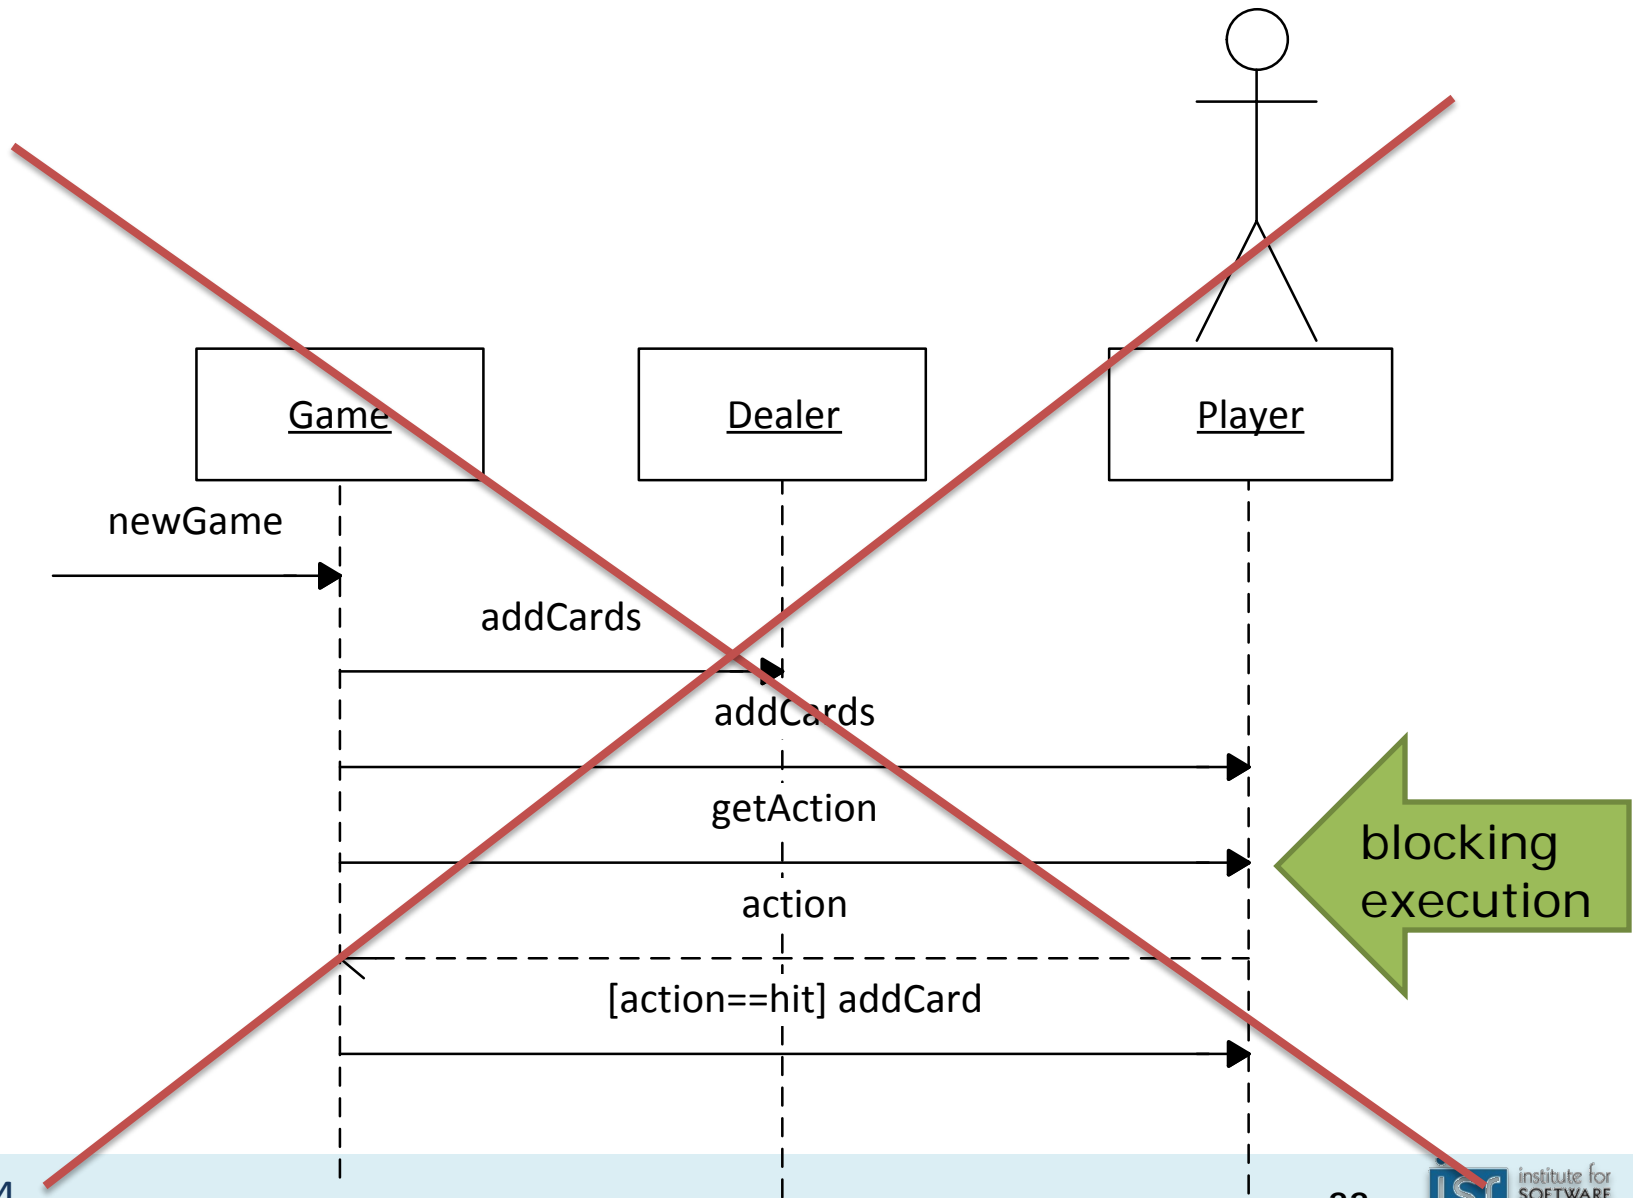 Game
Dealer
Player
newGame
addCards
addCards
getAction
blocking
execution
action
[action==hit] addCard
institute for
SOFTWARE